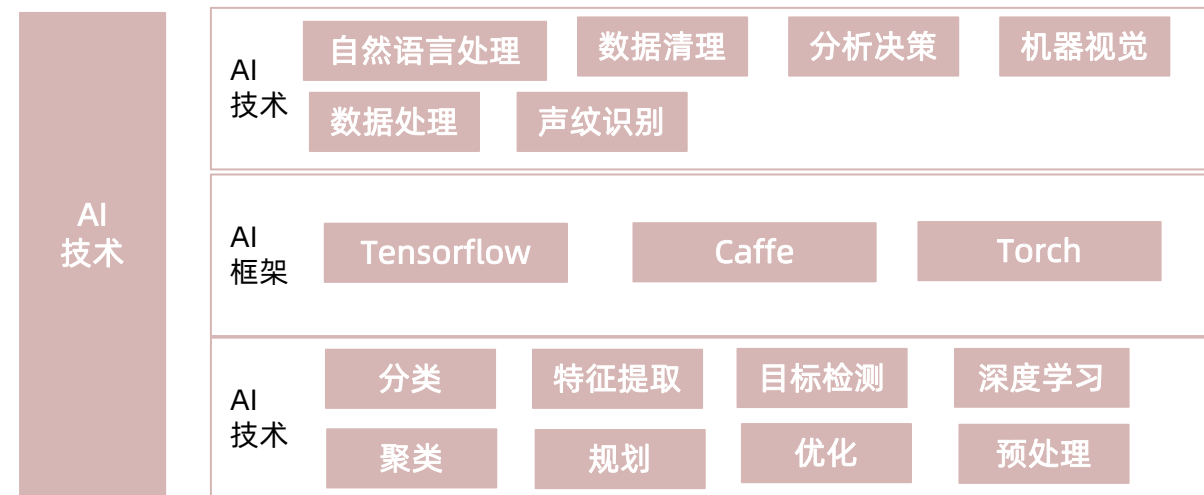 AI
技术
AI
技术
自然语言处理
数据清理
分析决策
机器视觉
数据处理
声纹识别
AI
框架
Tensorflow
Caffe
Torch
AI
技术
分类
特征提取
目标检测
深度学习
聚类
规划
优化
预处理